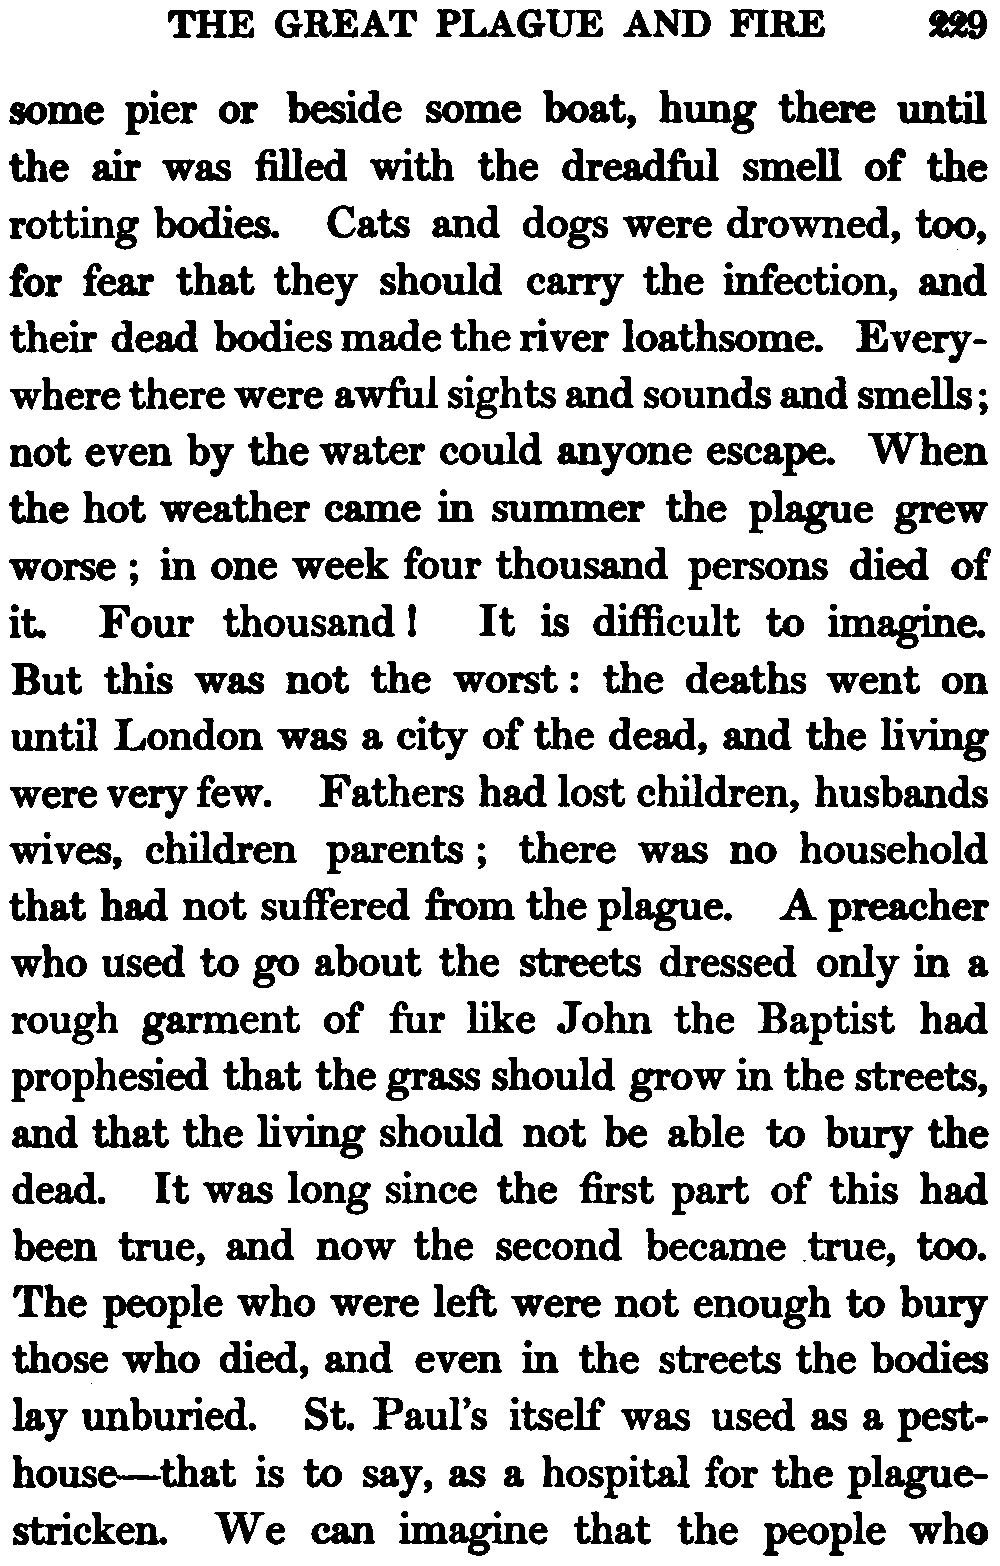 THE GREAT PLAGUE AND FIRE 229
some pier or beside some boat, hung there until
the air was filled with the dreadful smell of the
rotting bodies. Cats and dogs were drowned, too,
for fear that they should carry the infection, and
their dead bodies made the river loathsome. Every-
where there were awful sights and sounds and smells;
not even by the water could anyone escape. When
the hot weather came in summer the plague grew
worse ; in one week four thousand persons died of
it. Four thousand! It is difficult to imagine.
But this was not the worst : the deaths went on
until London was a city of the dead, and the living
were very few. Fathers had lost children, husbands
wives, children parents ; there was no household
that had not suffered from the plague. A preacher
who used to go about the streets dressed only in a
rough garment of fur like John the Baptist had
prophesied that the grass should grow in the streets,
and that the living should not be able to bury the
dead. It was long since the first part of this had
been true, and now the second became true, too.
The people who were left were not enough to bury
those who died, and even in the streets the bodies
lay unburied. St. Paul's itself was used as a pest-
house—that is to say, as a hospital for the plague-
stricken. We can imagine that the people who